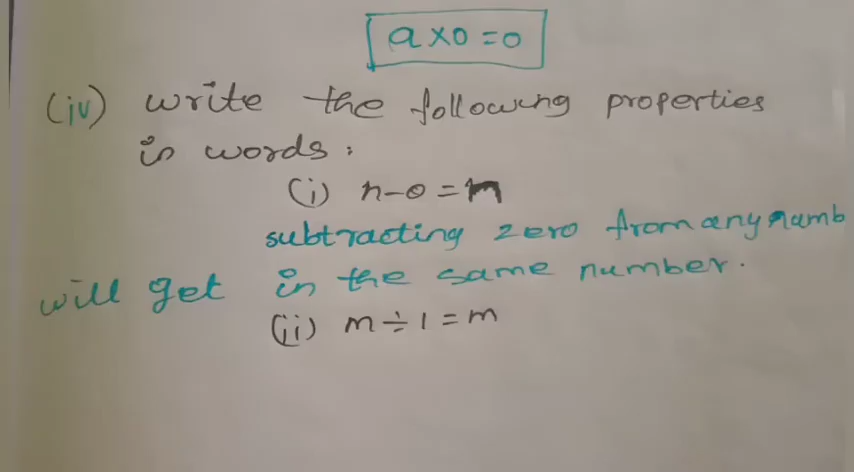 a×0=0
(iv) write the following properties
in words:
(i) n-0=n
subtracting zero from any numb
will get in the same number.
(ii) m÷1=m